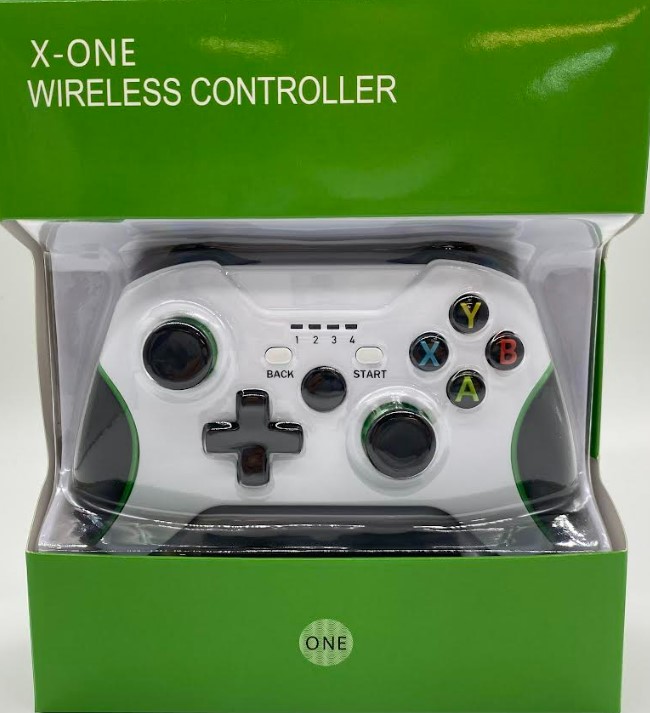 X-ONE
WIRELESS CONTROLLER
1 2 3 4
BACK START
Y
X B
A
ONE